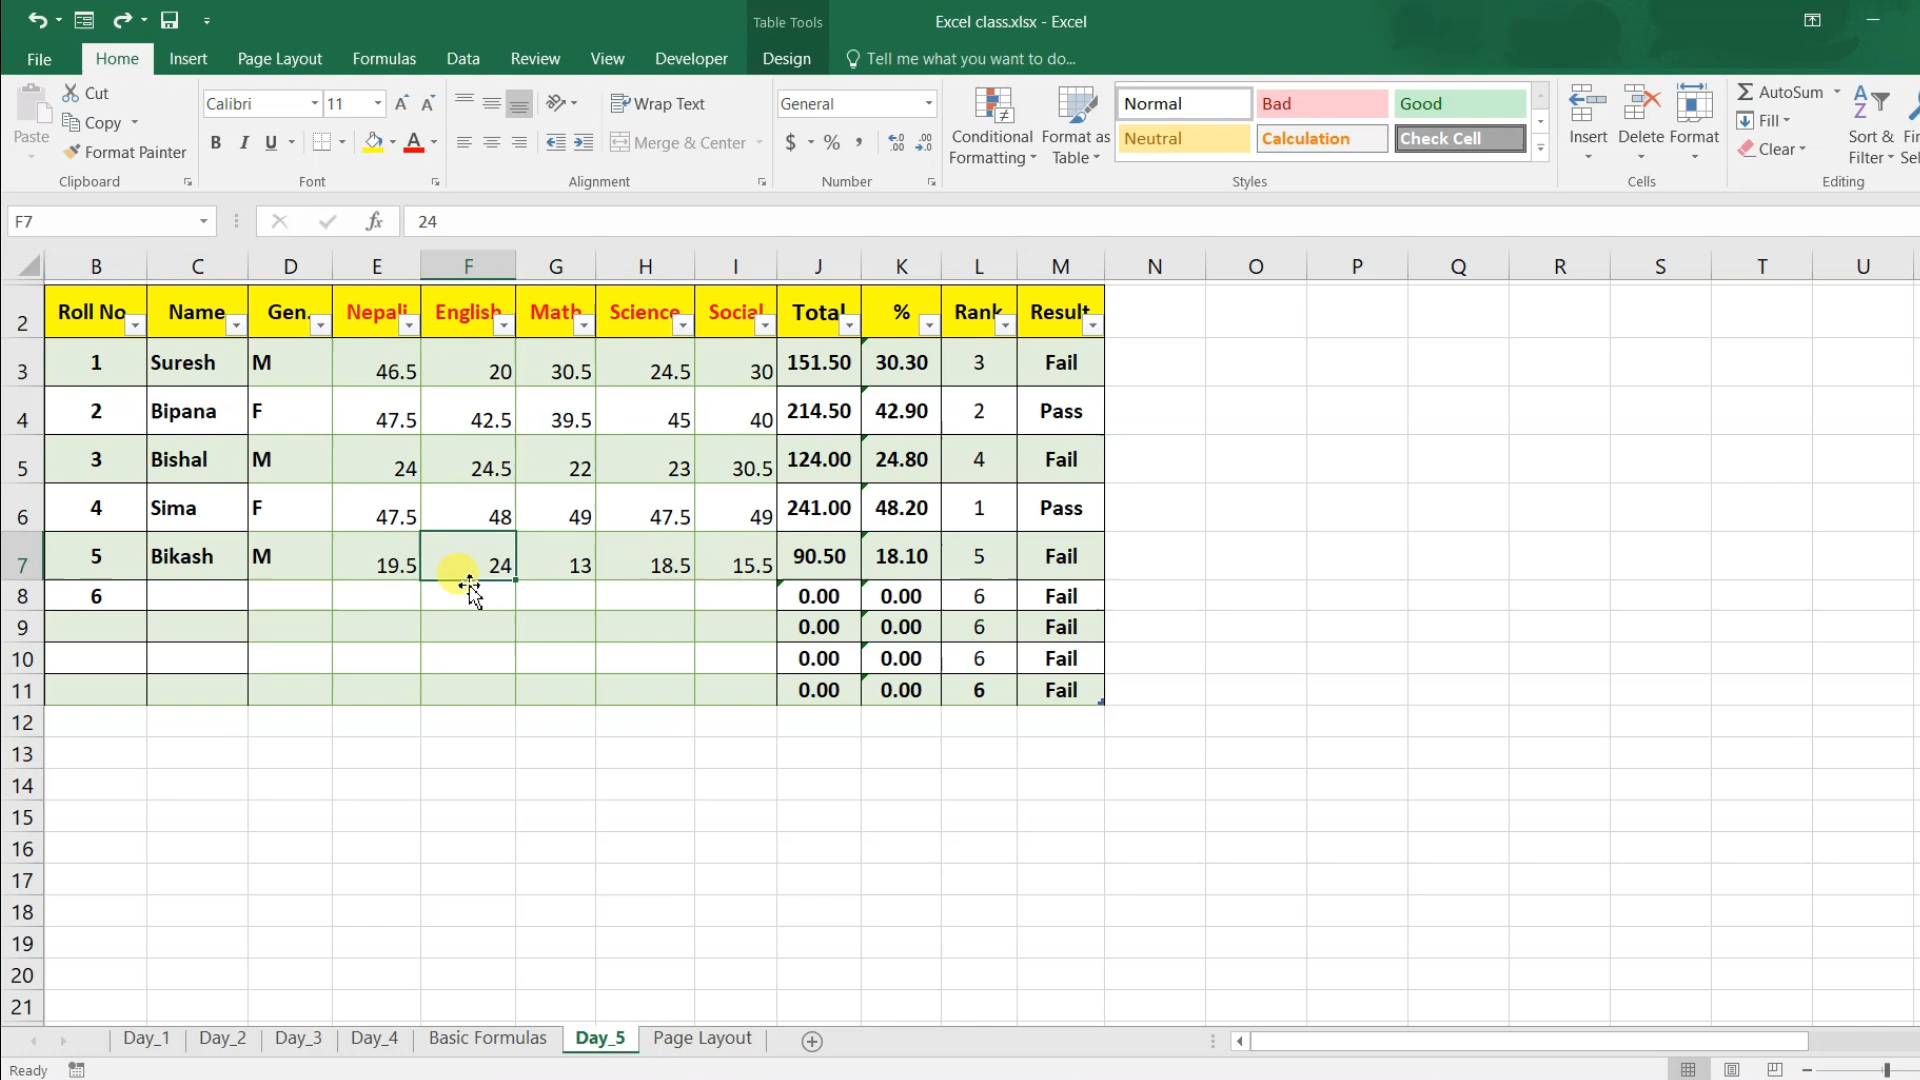 Table Tools
Excel class.xlsx - Excel
File Home Insert Page Layout Formulas Data Review View Developer Design Tell me what you want to do...
Paste
Cut
Copy
Format Painter
Clipboard
Calibri 11
B I U A
Font
Wrap Text
Merge & Center
Alignment
General
$ % ,
Number
Conditional Formatting
Format as Table
Normal Bad Good
Neutral Calculation Check Cell
Styles
Insert Delete Format
Cells
AutoSum
Fill
Clear
Sort & Filter
Editing
F7 fx 24
B C D E F G H I J K L M N O P Q R S T U
2 Roll No Name Gen. Nepali English Math Science Social Total % Rank Result
3 1 Suresh M 46.5 20 30.5 24.5 30 151.50 30.30 3 Fail
4 2 Bipana F 47.5 42.5 39.5 45 40 214.50 42.90 2 Pass
5 3 Bishal M 24 24.5 22 23 30.5 124.00 24.80 4 Fail
6 4 Sima F 47.5 48 49 47.5 49 241.00 48.20 1 Pass
7 5 Bikash M 19.5 24 13 18.5 15.5 90.50 18.10 5 Fail
8 6 0.00 0.00 6 Fail
9 0.00 0.00 6 Fail
10 0.00 0.00 6 Fail
11 0.00 0.00 6 Fail
12
13
14
15
16
17
18
19
20
21
Day_1 Day_2 Day_3 Day_4 Basic Formulas Day_5 Page Layout
Ready